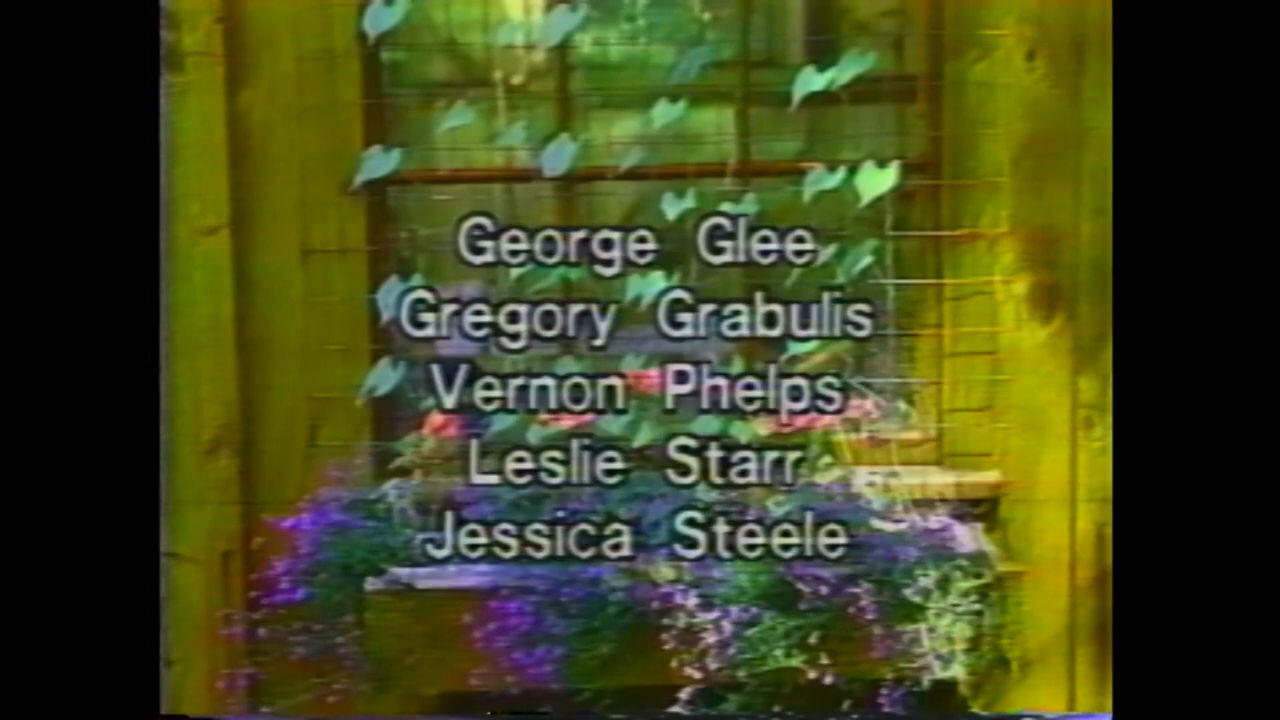 George Glee
Gregory Grabulis
Vernon Phelps
Leslie Starr
Jessica Steele